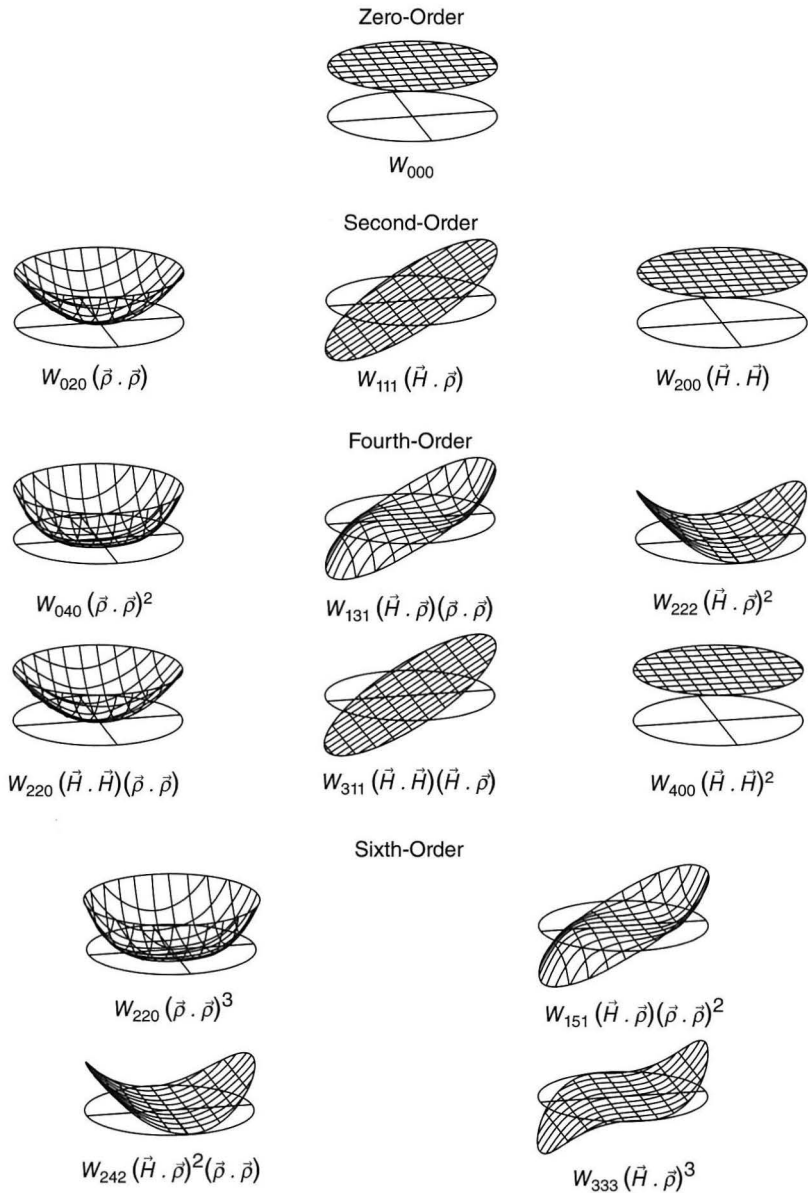 Zero-Order
W₀₀₀
Second-Order
W₀₂₀ (ρ⃗ . ρ⃗)
W₁₁₁ (H⃗ . ρ⃗)
W₂₀₀ (H⃗ . H⃗)
Fourth-Order
W₀₄₀ (ρ⃗ . ρ⃗)²
W₁₃₁ (H⃗ . ρ⃗)(ρ⃗ . ρ⃗)
W₂₂₂ (H⃗ . ρ⃗)²
W₂₂₀ (H⃗ . H⃗)(ρ⃗ . ρ⃗)
W₃₁₁ (H⃗ . H⃗)(H⃗ . ρ⃗)
W₄₀₀ (H⃗ . H⃗)²
Sixth-Order
W₂₂₀ (ρ⃗ . ρ⃗)³
W₁₅₁ (H⃗ . ρ⃗)(ρ⃗ . ρ⃗)²
W₂₄₂ (H⃗ . ρ⃗)²(ρ⃗ . ρ⃗)
W₃₃₃ (H⃗ . ρ⃗)³